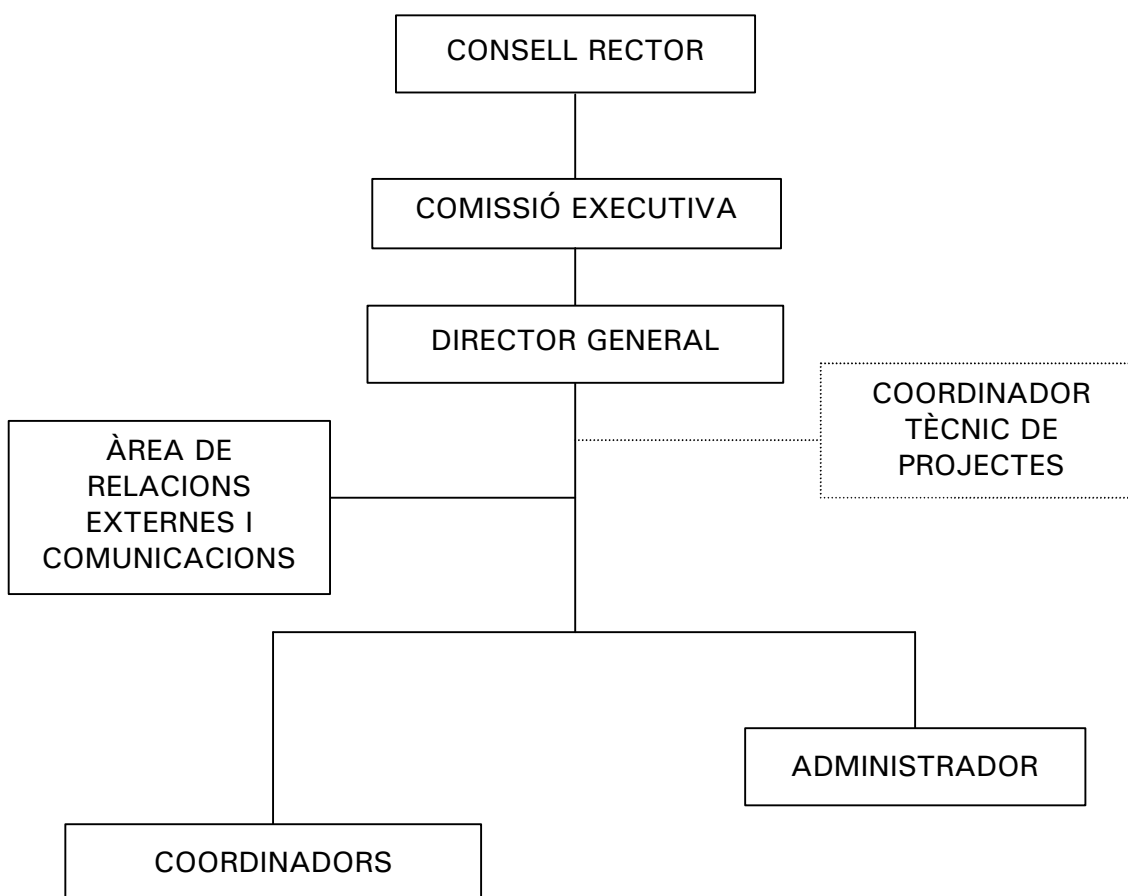 CONSELL RECTOR
COMISSIÓ EXECUTIVA
DIRECTOR GENERAL
COORDINADOR
TÈCNIC DE
PROJECTES
ÀREA DE
RELACIONS
EXTERNES I
COMUNICACIONS
ADMINISTRADOR
COORDINADORS